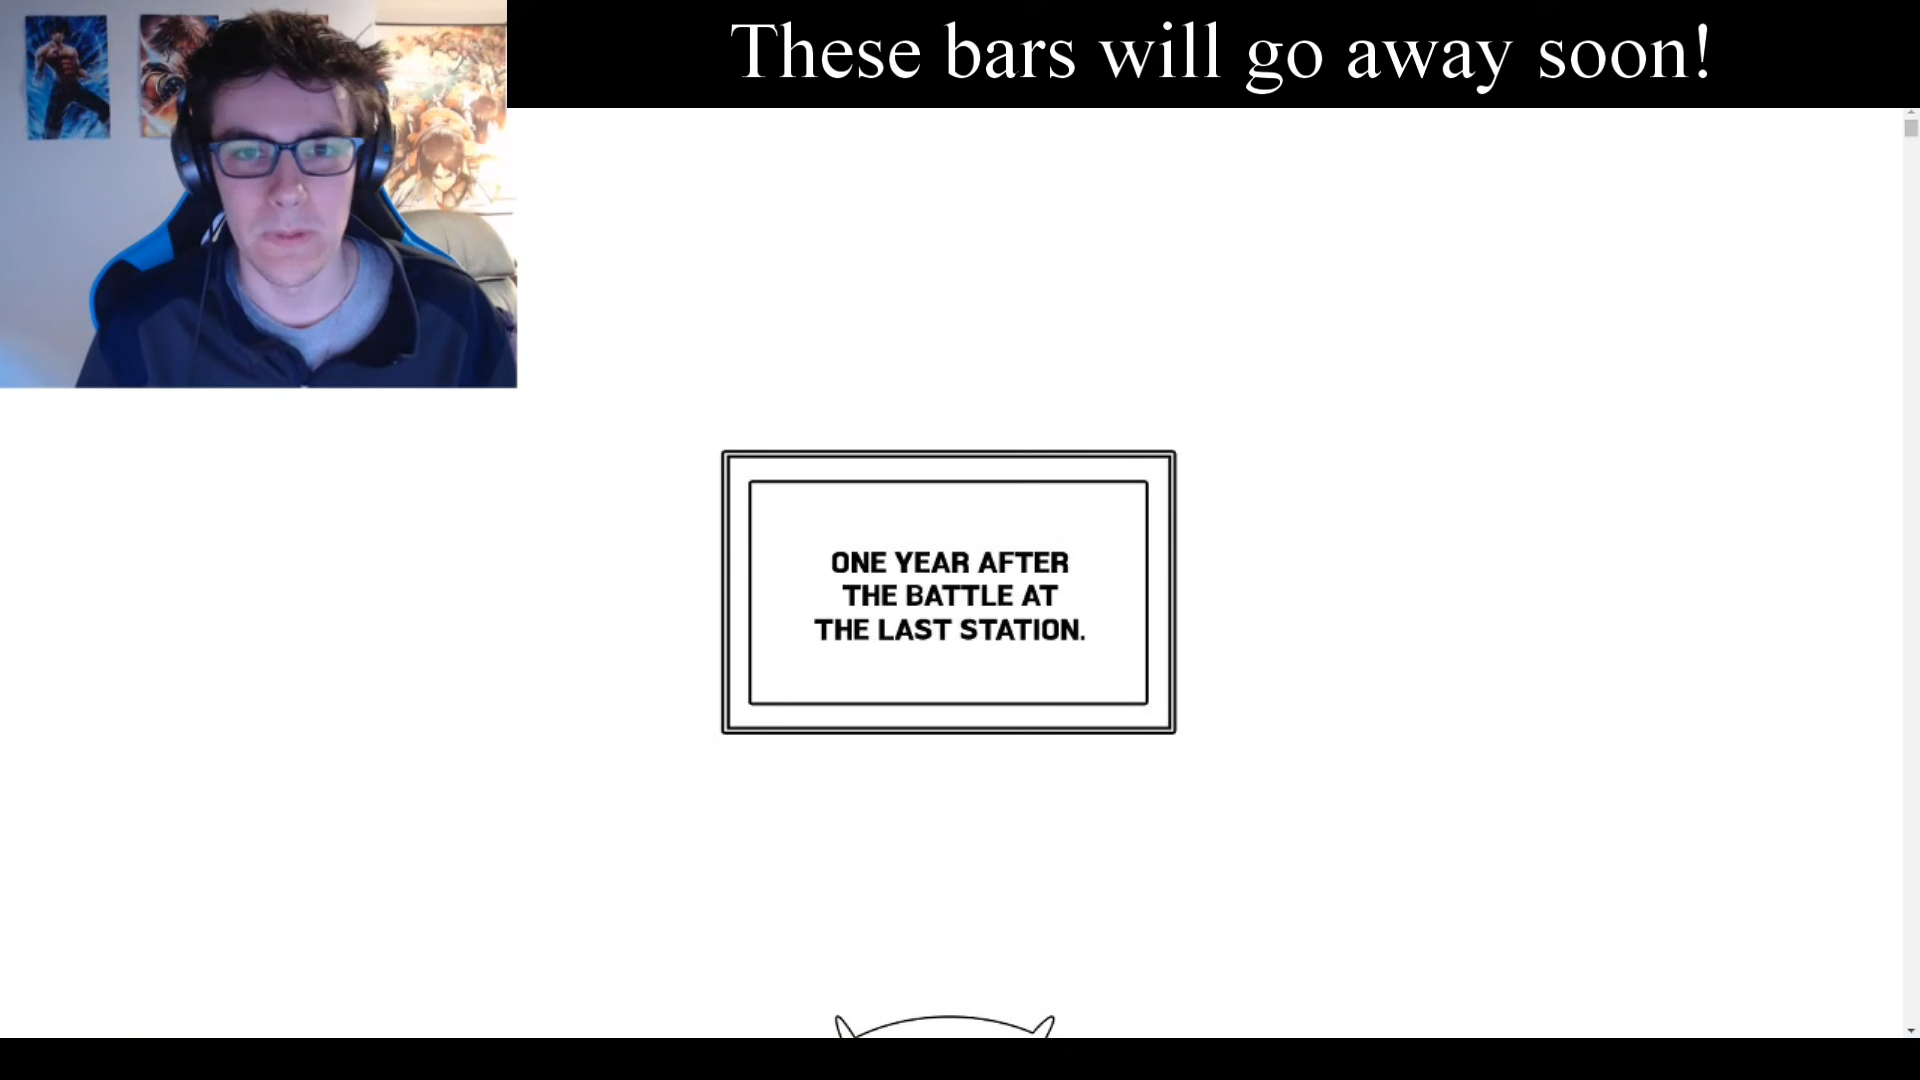 These bars will go away soon!
ONE YEAR AFTER
THE BATTLE AT
THE LAST STATION.